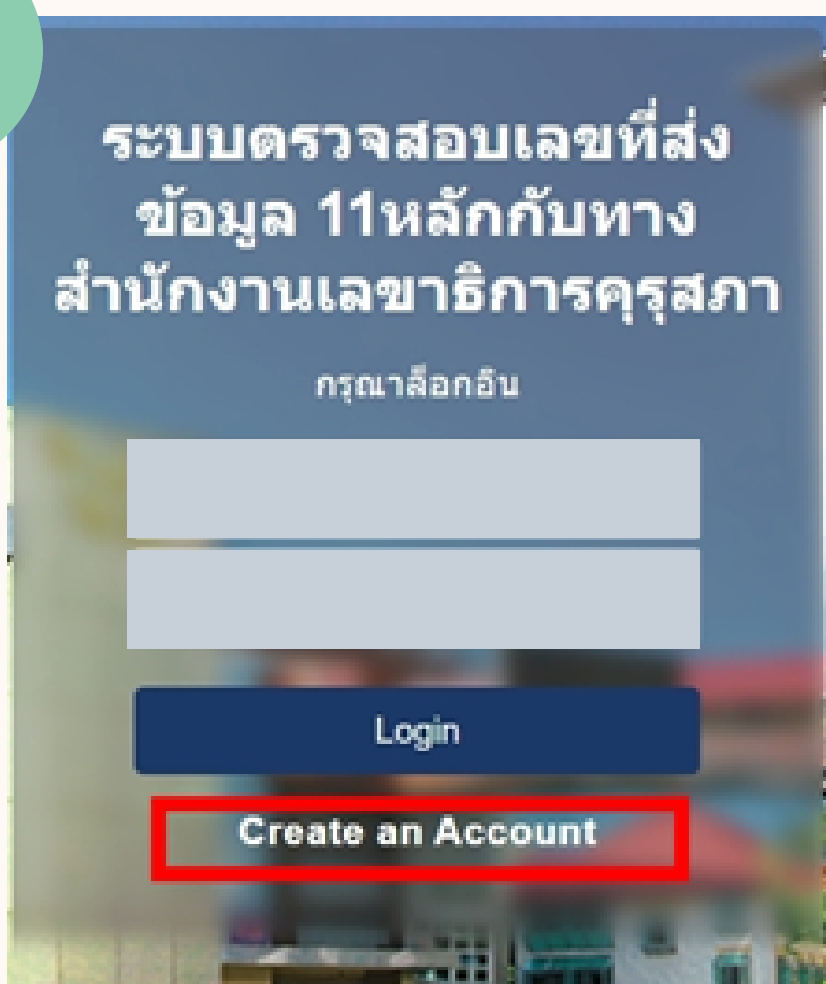 ระบบตรวจสอบเลขที่ส่ง
ข้อมูล 11หลักกับทาง
สำนักงานเลขาธิการคุรุสภา
กรุณาล็อกอิน
Login
Create an Account